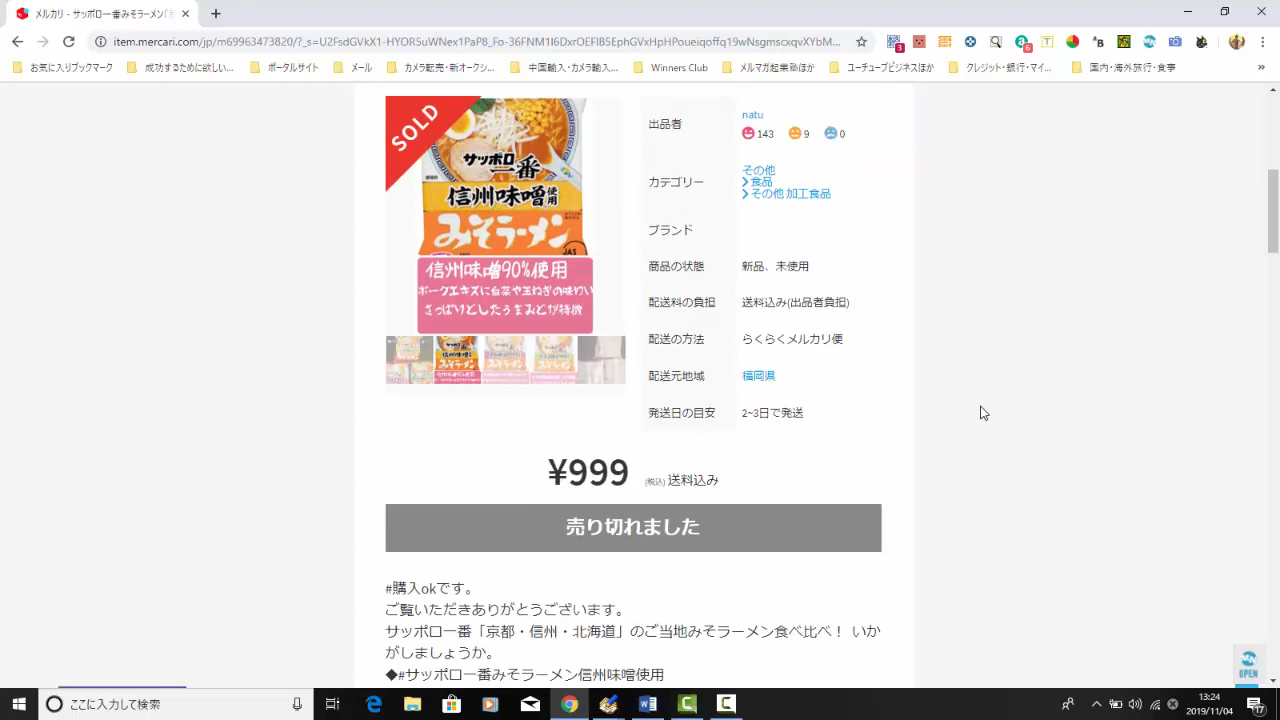 メルカリ - サッポロ一番みそラーメン「
item.mercari.com/jp/m69963473820/?_s=U2FsdGVkX1-HYOR5uWNex1PaP8_Fo-36FNM1I6DxrOEFIB5EphGVxHpHPoueiqoffq19wNsgmscxqvXYbM...
お気に入りブックマーク
成功するために欲しい...
ポータルサイト
メール
カメラ転売・新オークシ...
中国輸入・カメラ輸入...
Winners Club
メルマガ起業塾ほか
ユーチューブビジネスほか
クレジット・銀行・マイ...
国内・海外旅行・食事
»
SOLD
サッポロ一番
信州味噌使用
みそラーメン
JAS
信州味噌90%使用
ポークエキスに白菜や玉ねぎの味わい
さっぱりとしたうまみとが特徴
出品者
natu
143 9 0
カテゴリー
その他
食品
その他 加工食品
ブランド
商品の状態
新品、未使用
配送料の負担
送料込み(出品者負担)
配送の方法
らくらくメルカリ便
配送元地域
福岡県
発送日の目安
2~3日で発送
¥999 (税込) 送料込み
売り切れました
#購入okです。
ご覧いただきありがとうございます。
サッポロ一番「京都・信州・北海道」のご当地みそラーメン食べ比べ！ いか
がしましょうか。
◆#サッポロ一番みそラーメン信州味噌使用
OPEN
ここに入力して検索
13:24
2019/11/04
17